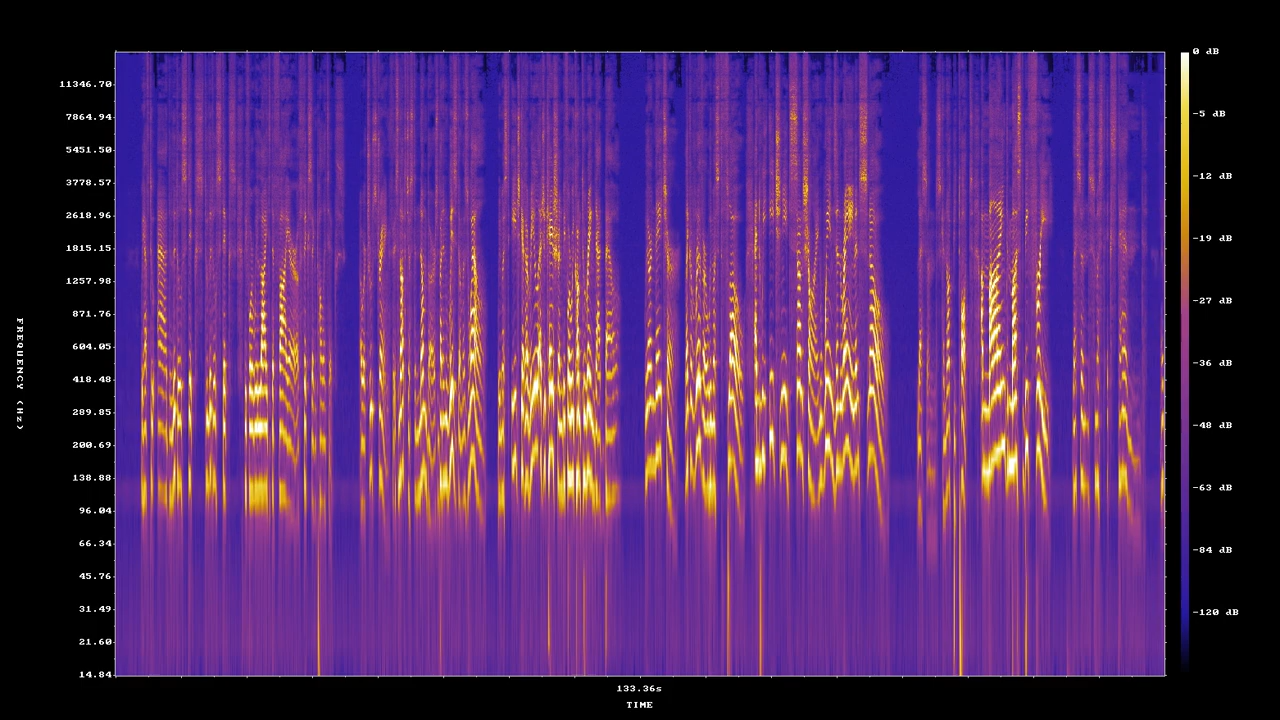 0 dB
11346.70
-5 dB
7864.94
5451.50
-12 dB
3778.57
2618.96
-19 dB
1815.15
1257.98
-27 dB
871.76
604.05
-36 dB
418.48
289.85
-48 dB
200.69
138.88
-63 dB
96.04
66.34
-84 dB
45.76
31.49
-120 dB
21.60
14.84
FREQUENCY (Hz)
133.36s
TIME